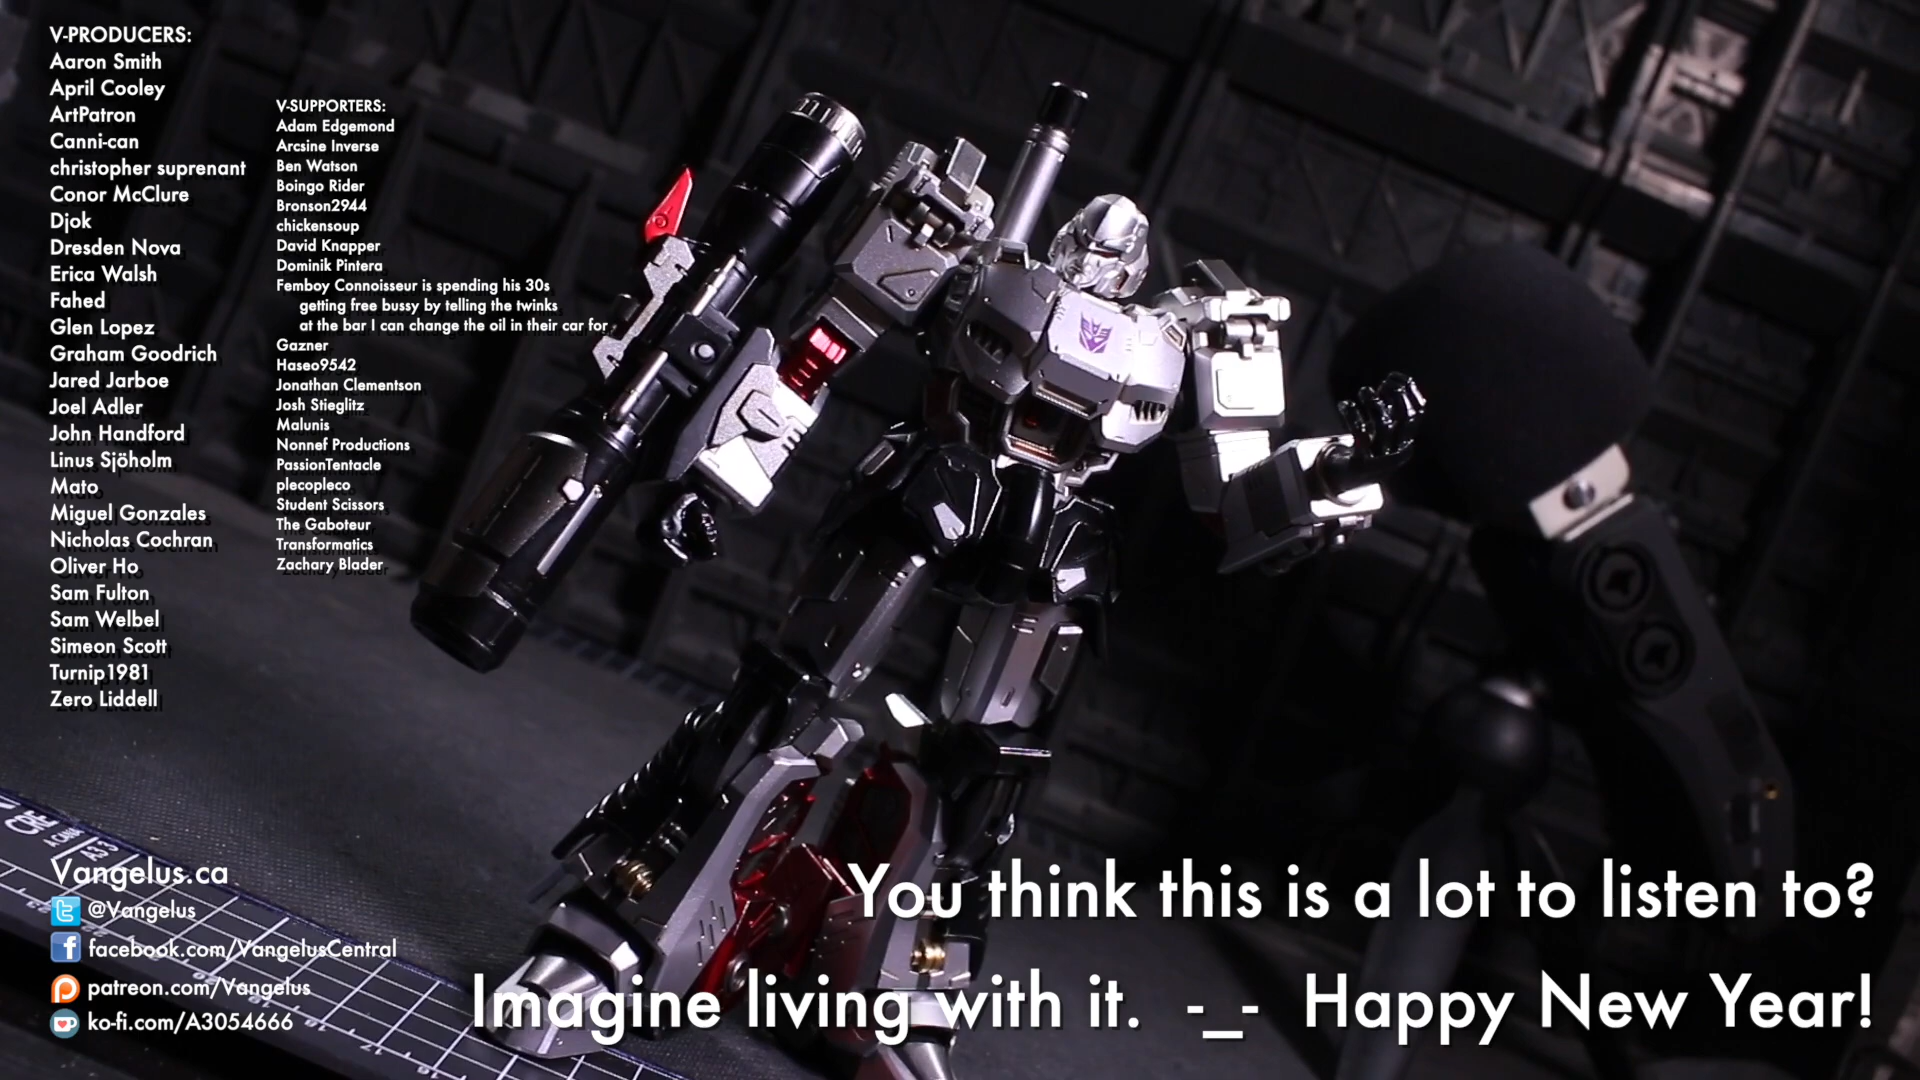 V-PRODUCERS:
Aaron Smith
April Cooley
ArtPatron
Canni-can
christopher suprenant
Conor McClure
Djok
Dresden Nova
Erica Walsh
Fahed
Glen Lopez
Graham Goodrich
Jared Jarboe
Joel Adler
John Handford
Linus Sjöholm
Mato
Miguel Gonzales
Nicholas Cochran
Oliver Ho
Sam Fulton
Sam Welbel
Simeon Scott
Turnip1981
Zero Liddell
V-SUPPORTERS:
Adam Edgemond
Arcsine Inverse
Ben Watson
Boingo Rider
Bronson2944
chickensoup
David Knapper
Dominik Pintera
Femboy Connoisseur is spending his 30s
getting free bussy by telling the twinks
at the bar I can change the oil in their car for
Gazner
Haseo9542
Jonathan Clementson
Josh Stieglitz
Malunis
Nonnef Productions
PassionTentacle
plecopleco
Student Scissors
The Gaboteur
Transformatics
Zachary Blader
Vangelus.ca
@Vangelus
facebook.com/VangelusCentral
patreon.com/Vangelus
ko-fi.com/A3054666
You think this is a lot to listen to?
Imagine living with it. -_- Happy New Year!